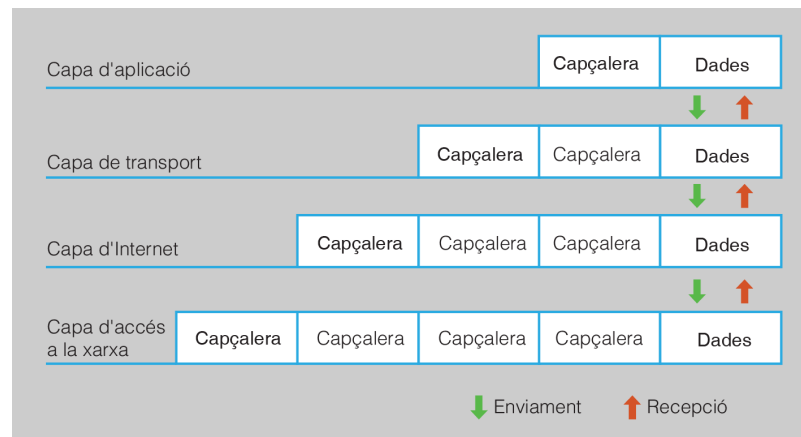 Capa d'aplicació Capçalera Dades
Capa de transport Capçalera Capçalera Dades
Capa d'Internet Capçalera Capçalera Capçalera Dades
Capa d'accés
a la xarxa Capçalera Capçalera Capçalera Capçalera Dades
Enviament Recepció